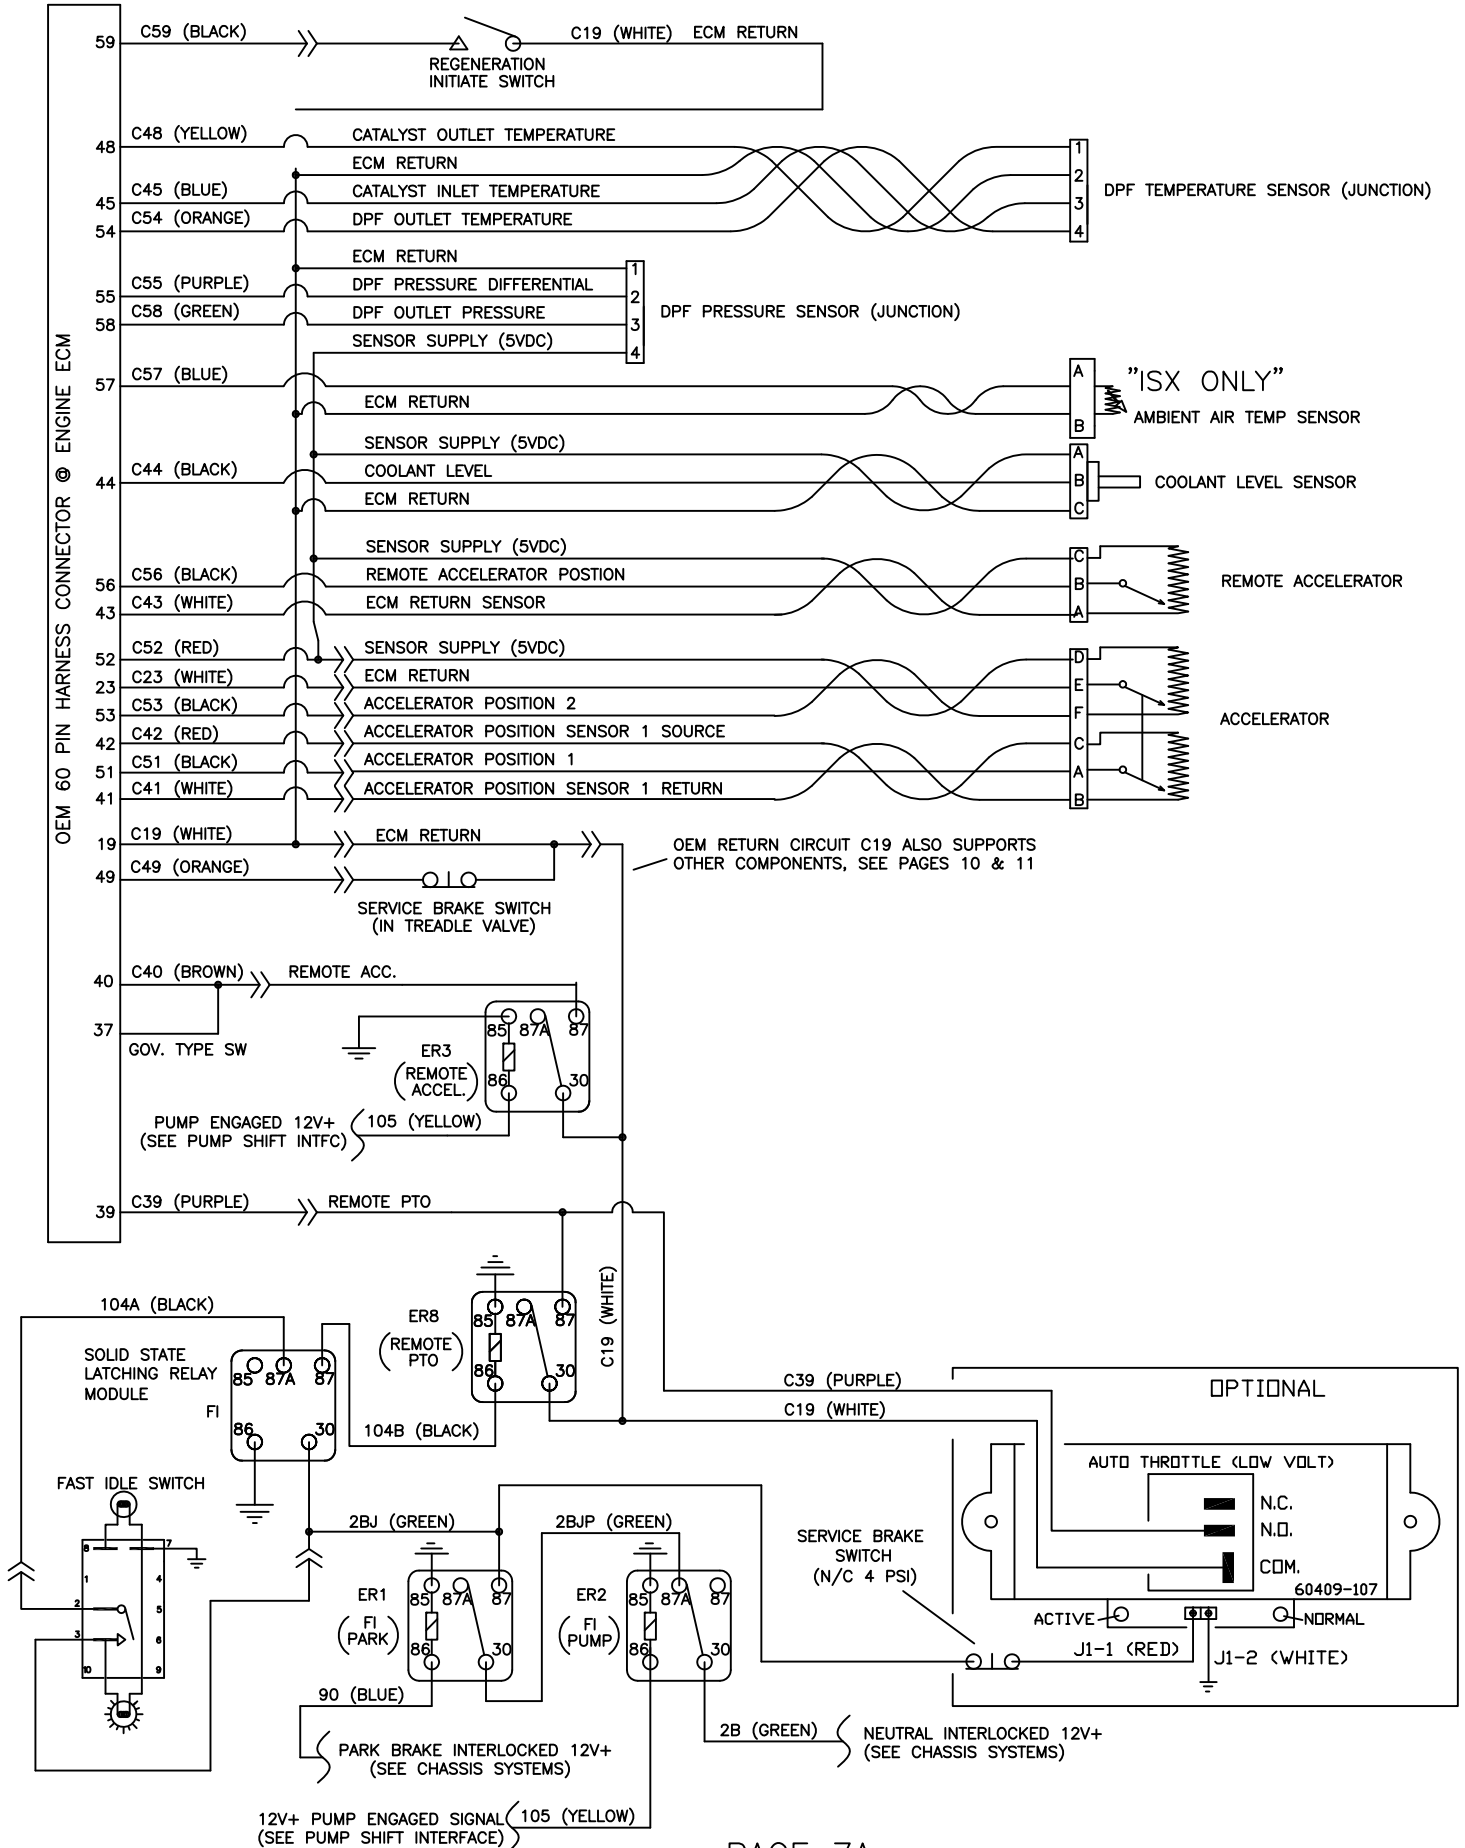 59
C59 (BLACK)
C19 (WHITE) ECM RETURN
REGENERATION
INITIATE SWITCH
C48 (YELLOW)
CATALYST OUTLET TEMPERATURE
48
ECM RETURN
C45 (BLUE)
CATALYST INLET TEMPERATURE
45
C54 (ORANGE)
DPF OUTLET TEMPERATURE
54
1
2
3
4
DPF TEMPERATURE SENSOR (JUNCTION)
ECM RETURN
C55 (PURPLE)
DPF PRESSURE DIFFERENTIAL
55
C58 (GREEN)
DPF OUTLET PRESSURE
58
SENSOR SUPPLY (5VDC)
1
2
3
4
DPF PRESSURE SENSOR (JUNCTION)
OEM 60 PIN HARNESS CONNECTOR @ ENGINE ECM
57
C57 (BLUE)
ECM RETURN
A
B
"ISX ONLY"
AMBIENT AIR TEMP SENSOR
SENSOR SUPPLY (5VDC)
C44 (BLACK)
COOLANT LEVEL
44
ECM RETURN
A
B
C
COOLANT LEVEL SENSOR
SENSOR SUPPLY (5VDC)
C56 (BLACK)
REMOTE ACCELERATOR POSTION
56
C43 (WHITE)
ECM RETURN SENSOR
43
C
B
A
REMOTE ACCELERATOR
C52 (RED)
SENSOR SUPPLY (5VDC)
52
C23 (WHITE)
ECM RETURN
23
C53 (BLACK)
ACCELERATOR POSITION 2
53
C42 (RED)
ACCELERATOR POSITION SENSOR 1 SOURCE
42
C51 (BLACK)
ACCELERATOR POSITION 1
51
C41 (WHITE)
ACCELERATOR POSITION SENSOR 1 RETURN
41
D
E
F
C
A
B
ACCELERATOR
C19 (WHITE)
ECM RETURN
19
OEM RETURN CIRCUIT C19 ALSO SUPPORTS
OTHER COMPONENTS, SEE PAGES 10 & 11
C49 (ORANGE)
49
SERVICE BRAKE SWITCH
(IN TREADLE VALVE)
40
C40 (BROWN)
REMOTE ACC.
37
GOV. TYPE SW
85 87A 87
ER3
(REMOTE
ACCEL.)
86 30
PUMP ENGAGED 12V+
(SEE PUMP SHIFT INTFC)
105 (YELLOW)
39
C39 (PURPLE)
REMOTE PTO
C19 (WHITE)
104A (BLACK)
85 87A 87
ER8
(REMOTE
PTO)
86 30
SOLID STATE
LATCHING RELAY
MODULE
FI
85 87A 87
86 30
104B (BLACK)
C39 (PURPLE)
C19 (WHITE)
OPTIONAL
AUTO THROTTLE (LOW VOLT)
N.C.
N.O.
COM.
60409-107
ACTIVE
NORMAL
J1-1 (RED)
J1-2 (WHITE)
FAST IDLE SWITCH
8
7
1
4
2
5
3
6
10
9
2BJ (GREEN)
2BJP (GREEN)
SERVICE BRAKE
SWITCH
(N/C 4 PSI)
ER1
(FI
PARK)
85 87A 87
86 30
ER2
(FI
PUMP)
85 87A 87
86 30
90 (BLUE)
PARK BRAKE INTERLOCKED 12V+
(SEE CHASSIS SYSTEMS)
2B (GREEN)
NEUTRAL INTERLOCKED 12V+
(SEE CHASSIS SYSTEMS)
12V+ PUMP ENGAGED SIGNAL
(SEE PUMP SHIFT INTERFACE)
105 (YELLOW)
PAGE 7A